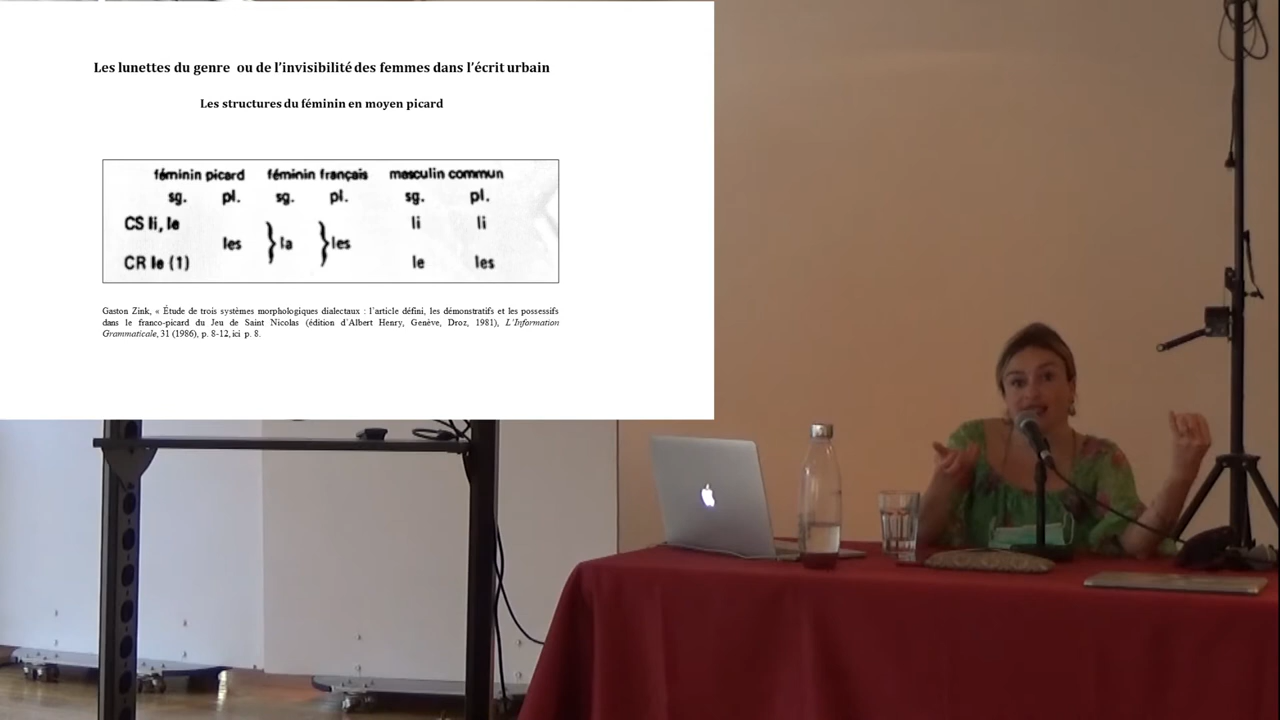 Les lunettes du genre ou de l'invisibilité des femmes dans l'écrit urbain
Les structures du féminin en moyen picard
féminin picard féminin français masculin commun
sg. pl. sg. pl. sg. pl.
CS li, le li li
les } la } les
CR le (1) le les
Gaston Zink, « Étude de trois systèmes morphologiques dialectaux : l'article défini, les démonstratifs et les possessifs
dans le franco-picard du Jeu de Saint Nicolas (édition d'Albert Henry, Genève, Droz, 1981), L'Information
Grammaticale, 31 (1986), p. 8-12, ici p. 8.